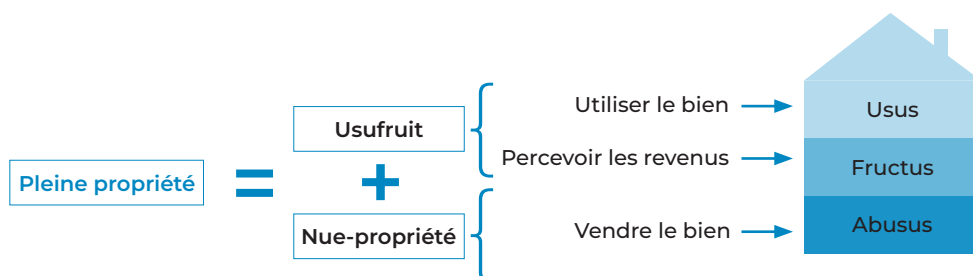 Pleine propriété
=
Usufruit
+
Nue-propriété
Utiliser le bien
Percevoir les revenus
Vendre le bien
Usus
Fructus
Abusus